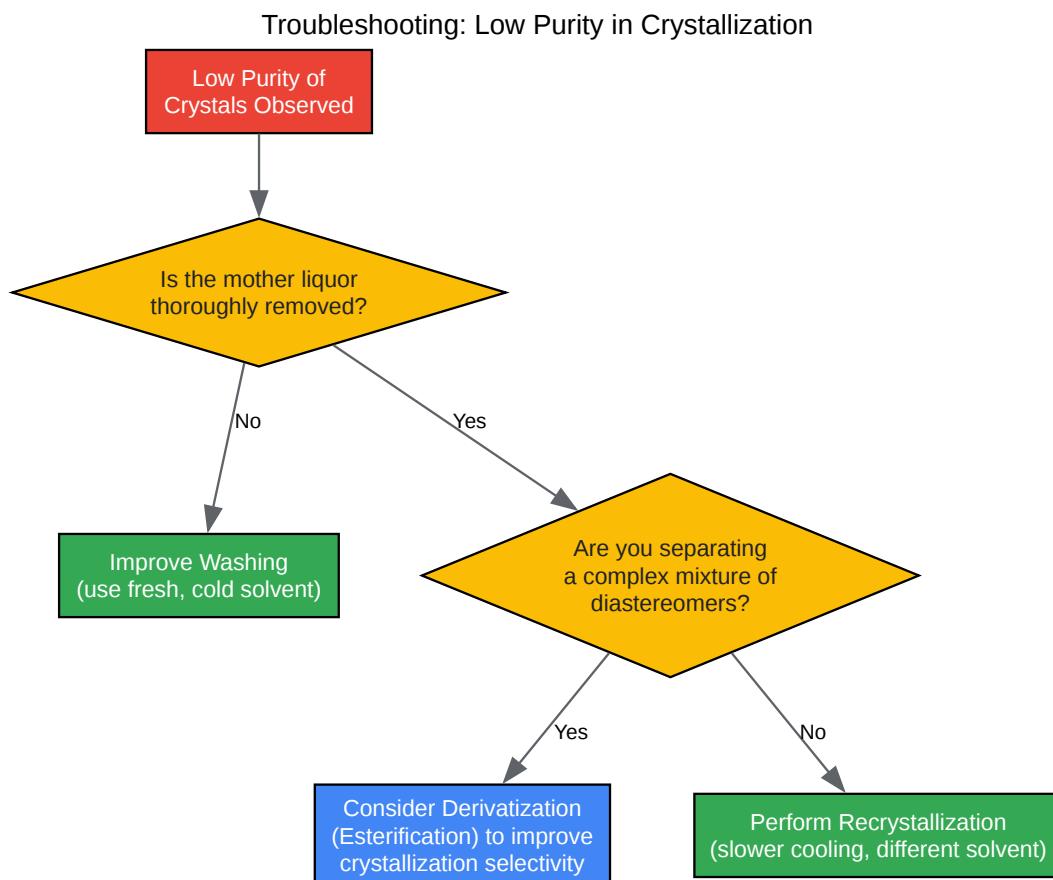 Troubleshooting: Low Purity in Crystallization
Low Purity of
Crystals Observed
Is the mother liquor
thoroughly removed?
No
Yes
Improve Washing
(use fresh, cold solvent)
Are you separating
a complex mixture of
diastereomers?
Yes
No
Consider Derivatization
(Esterification) to improve
crystallization selectivity
Perform Recrystallization
(slower cooling, different solvent)